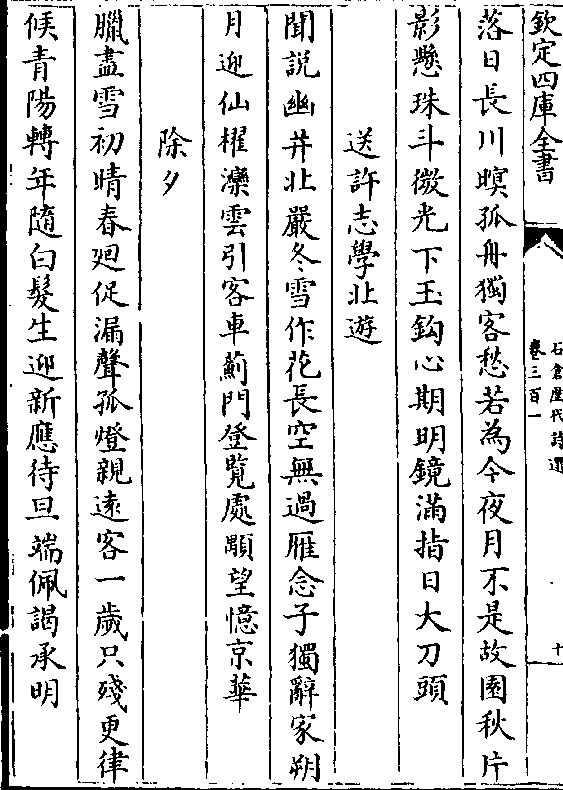 欽定四庫全書
石倉歷代詩選
卷三百一
十
落日長川暝孤舟獨客愁若為今夜月不是故園秋片
影懸珠斗微光下玉鈎心期明鏡滿指日大刀頭
送許志學北遊
聞説幽并北嚴冬雪作花長空無過雁念子獨辭家朔
月迎仙櫂灤雲引客車薊門登覽處顒望憶京華
除夕
臘盡雪初晴春廻促漏聲孤燈親遠客一歲只殘更律
候青陽轉年隨白髮生迎新應待旦端佩謁承明